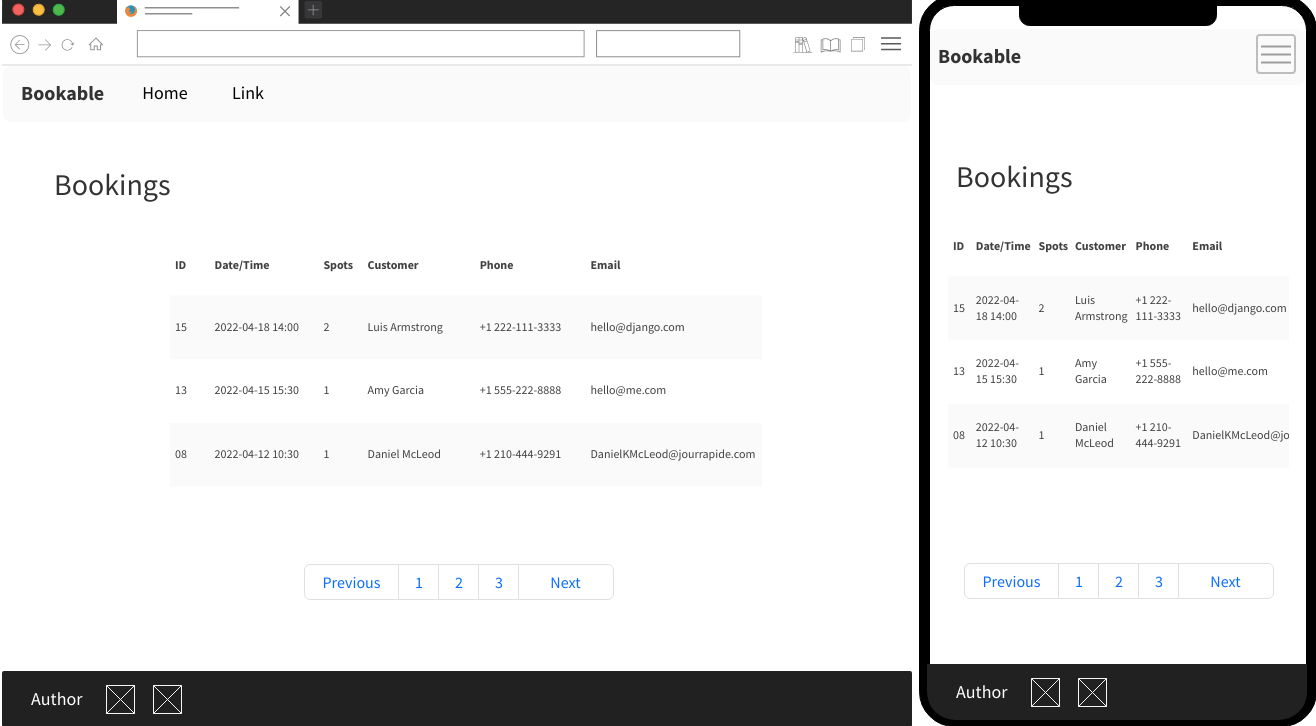 Bookable Home Link
Bookings
ID Date/Time Spots Customer Phone Email
15 2022-04-18 14:00 2 Luis Armstrong +1 222-111-3333 hello@django.com
13 2022-04-15 15:30 1 Amy Garcia +1 555-222-8888 hello@me.com
08 2022-04-12 10:30 1 Daniel McLeod +1 210-444-9291 DanielKMcLeod@jourrapide.com
Previous 1 2 3 Next
Author
Bookable
Bookings
ID Date/Time Spots Customer Phone Email
15 2022-04- 2 Luis +1 222- hello@django.com
18 14:00 Armstrong 111-3333
13 2022-04- 1 Amy +1 555- hello@me.com
15 15:30 Garcia 222-8888
08 2022-04- 1 Daniel +1 210- DanielKMcLeod@jo
12 10:30 McLeod 444-9291
Previous 1 2 3 Next
Author